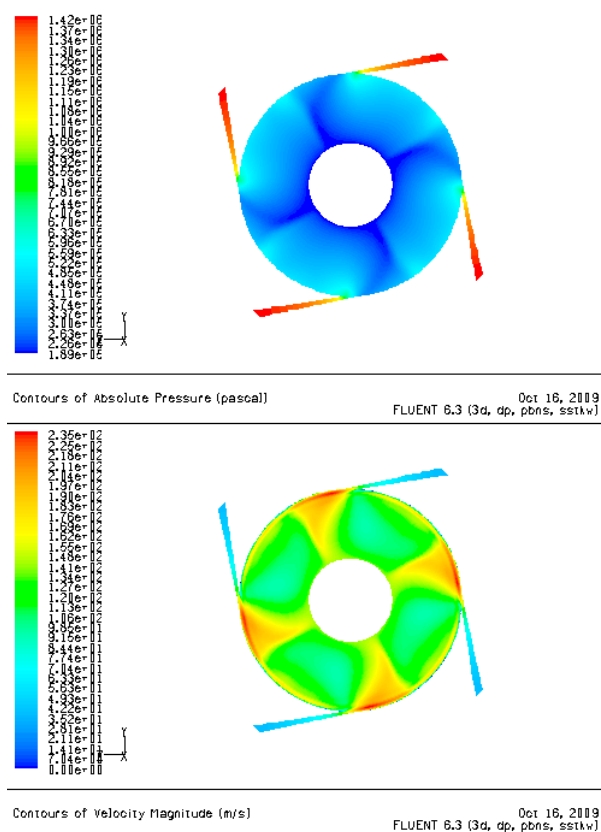 1.42e+06
1.37e+06
1.34e+06
1.30e+06
1.26e+06
1.23e+06
1.19e+06
1.15e+06
1.11e+06
1.08e+06
1.04e+06
1.00e+06
9.66e+05
9.29e+05
8.92e+05
8.55e+05
8.18e+05
7.81e+05
7.44e+05
7.07e+05
6.70e+05
6.33e+05
5.96e+05
5.59e+05
5.22e+05
4.85e+05
4.48e+05
4.11e+05
3.74e+05
3.37e+05
3.00e+05
2.63e+05
2.26e+05
1.89e+05
Y
X
Contours of Absolute Pressure (pascal)
Oct 16, 2009
FLUENT 6.3 (3d, dp, pbns, sstkw)
2.35e+02
2.25e+02
2.18e+02
2.11e+02
2.04e+02
1.97e+02
1.90e+02
1.83e+02
1.76e+02
1.69e+02
1.62e+02
1.55e+02
1.48e+02
1.41e+02
1.34e+02
1.27e+02
1.20e+02
1.13e+02
1.06e+02
9.85e+01
9.15e+01
8.44e+01
7.74e+01
7.04e+01
6.33e+01
5.63e+01
4.93e+01
4.22e+01
3.52e+01
2.81e+01
2.11e+01
1.41e+01
7.04e+00
0.00e+00
Y
X
Contours of Velocity Magnitude (m/s)
Oct 16, 2009
FLUENT 6.3 (3d, dp, pbns, sstkw)